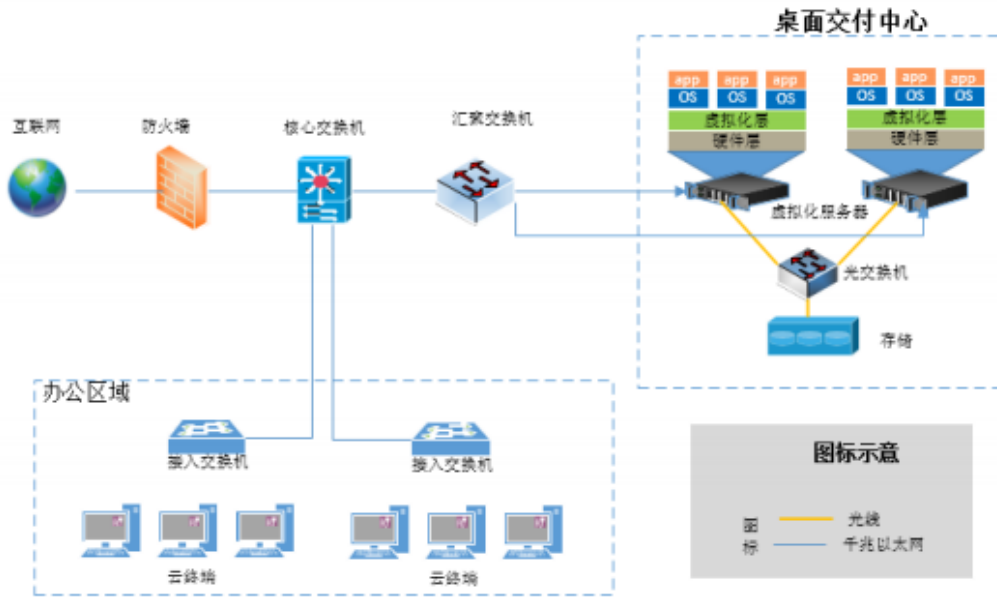 桌面交付中心
app app app
OS OS OS
虚拟化层
硬件层
app app app
OS OS OS
虚拟化层
硬件层
互联网
防火墙
核心交换机
汇聚交换机
虚拟化服务器
光交换机
存储
办公区域
接入交换机
接入交换机
云终端
云终端
图标示意
图标
光线
千兆以太网